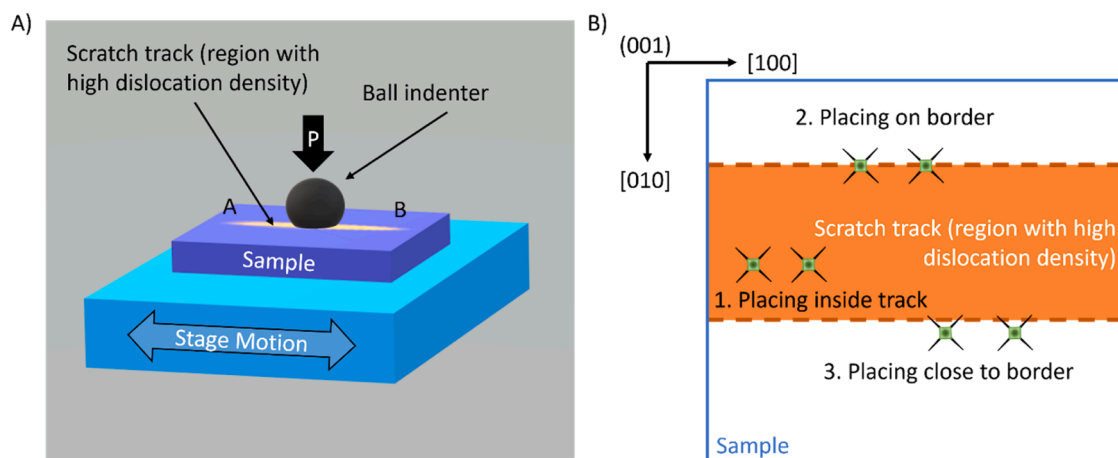 A)
Scratch track (region with
high dislocation density)
Ball indenter
P
A
B
Sample
Stage Motion
B)
(001)
[100]
[010]
2. Placing on border
Scratch track (region with high
dislocation density)
1. Placing inside track
3. Placing close to border
Sample